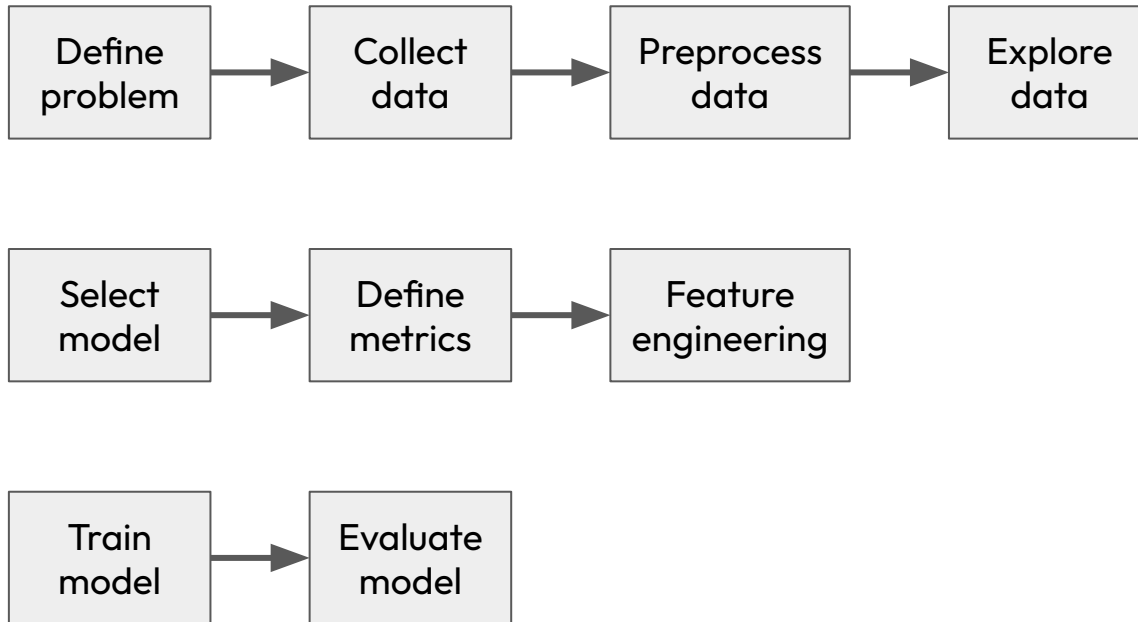 Define
problem
Collect
data
Preprocess
data
Explore
data
Select
model
Define
metrics
Feature
engineering
Train
model
Evaluate
model